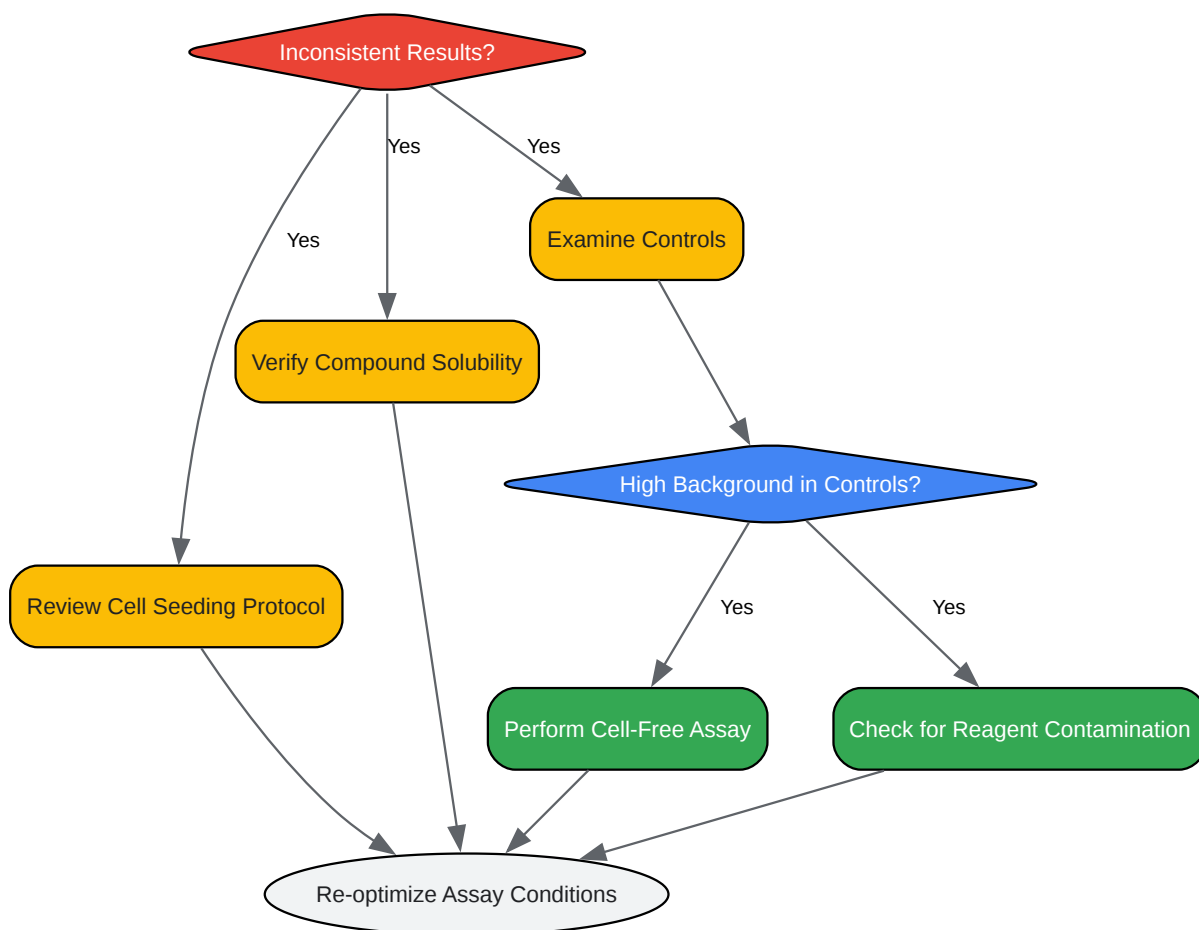 Inconsistent Results?
Yes
Yes
Yes
Examine Controls
Verify Compound Solubility
High Background in Controls?
Review Cell Seeding Protocol
Yes
Yes
Perform Cell-Free Assay
Check for Reagent Contamination
Re-optimize Assay Conditions